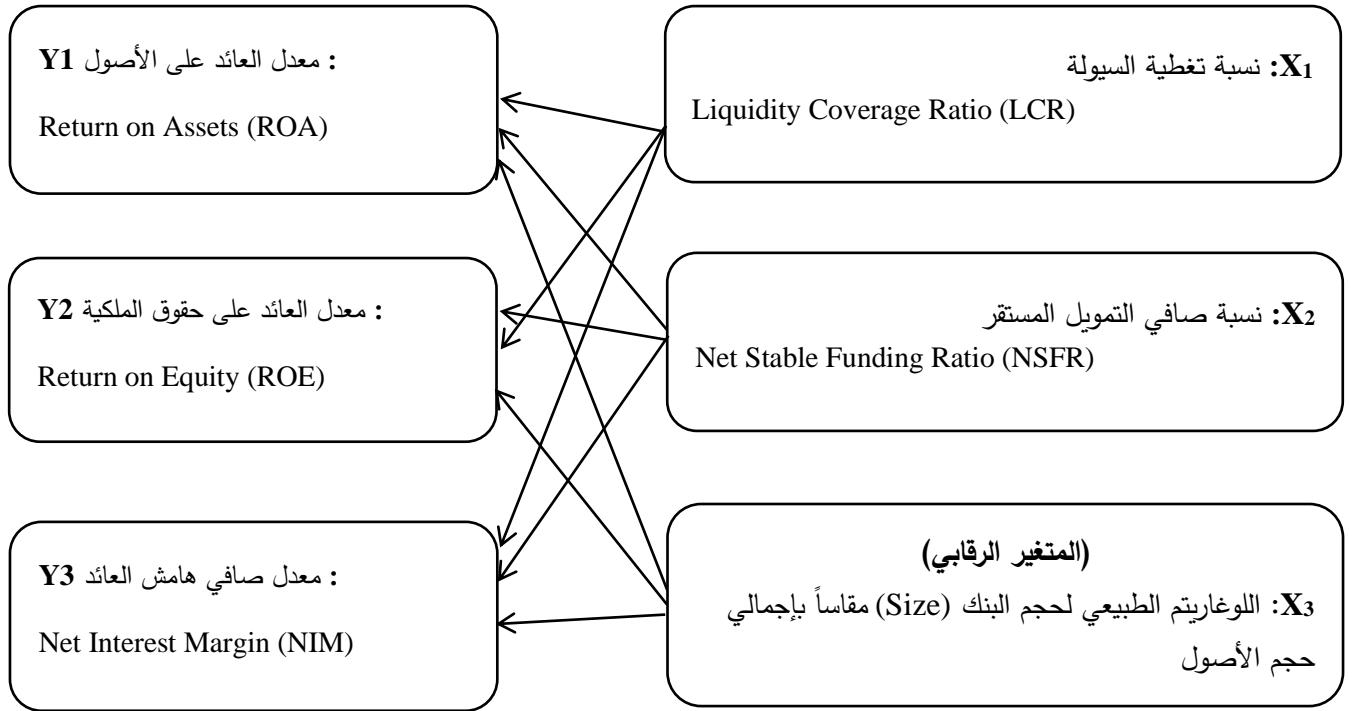 X1: نسبة تغطية السيولة
Liquidity Coverage Ratio (LCR)
X2: نسبة صافي التمويل المستقر
Net Stable Funding Ratio (NSFR)
(المتغير الرقابي)
X3: اللوغاريتم الطبيعي لحجم البنك (Size) مقاساً بإجمالي
حجم الأصول
Y1 معدل العائد على الأصول :
Return on Assets (ROA)
Y2 معدل العائد على حقوق الملكية :
Return on Equity (ROE)
Y3 معدل صافي هامش العائد :
Net Interest Margin (NIM)